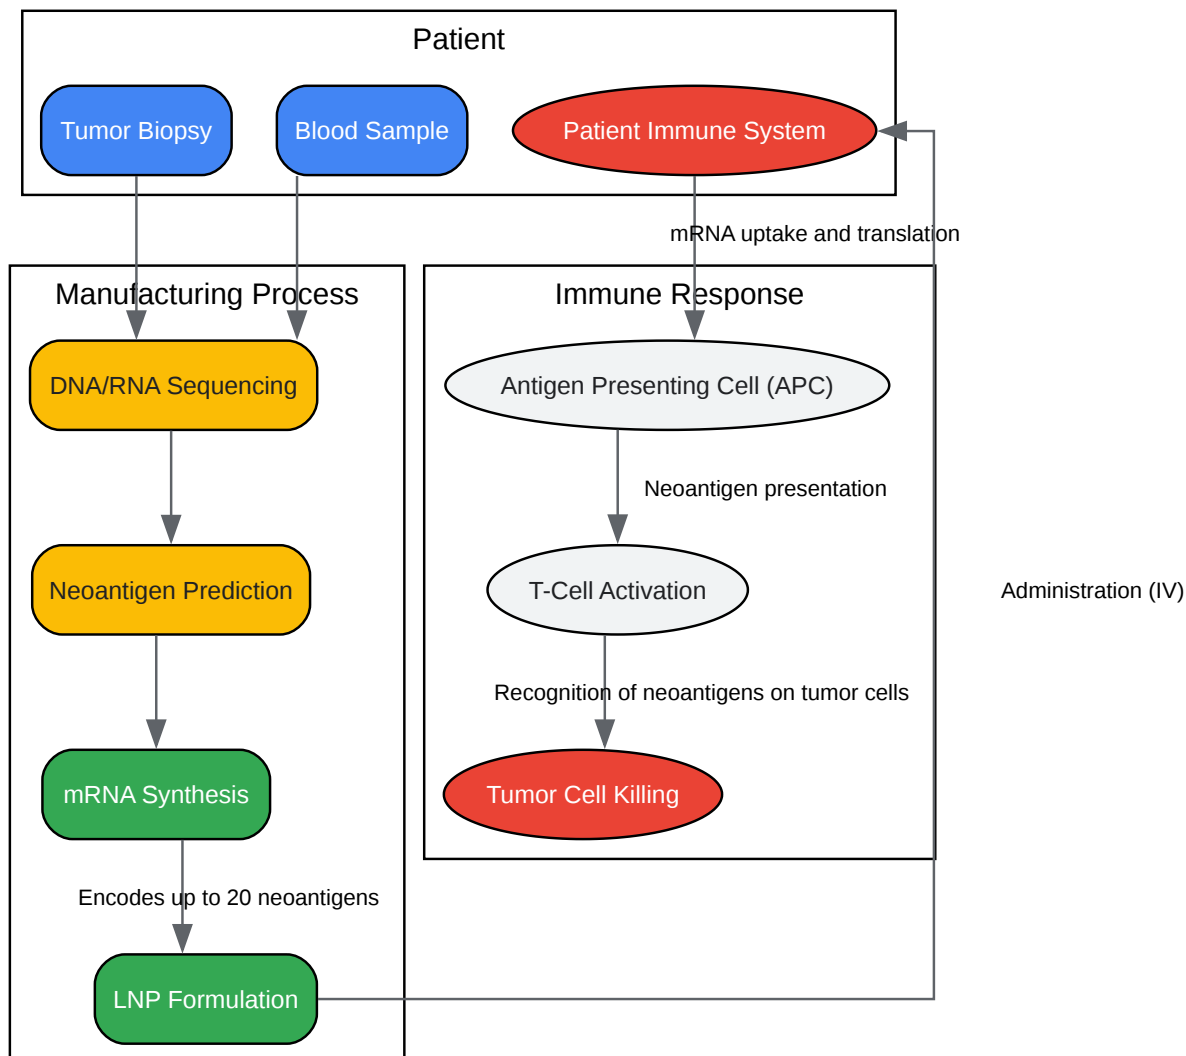 Patient
Tumor Biopsy
Blood Sample
Patient Immune System
mRNA uptake and translation
Manufacturing Process
Immune Response
DNA/RNA Sequencing
Antigen Presenting Cell (APC)
Neoantigen presentation
Neoantigen Prediction
T-Cell Activation
Administration (IV)
Recognition of neoantigens on tumor cells
mRNA Synthesis
Tumor Cell Killing
Encodes up to 20 neoantigens
LNP Formulation